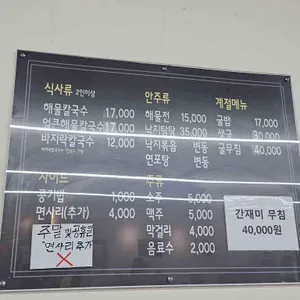 식사류 2인이상
해물칼국수 17,000
얼큰해물칼국수 17,000
바지락칼국수 12,000
사이드
공기밥 1,000
면사리(추가) 4,000
주말 및 공휴일
"면사리 추가"
X
안주류
해물전 15,000
낙지탕탕 35,000
낙지볶음 변동
연포탕 변동
주류
소주 5,000
맥주 5,000
막걸리 4,000
음료수 2,000
계절메뉴
굴밥 17,000
생굴 30,000
굴무침 40,000
간재미 무침
40,000원